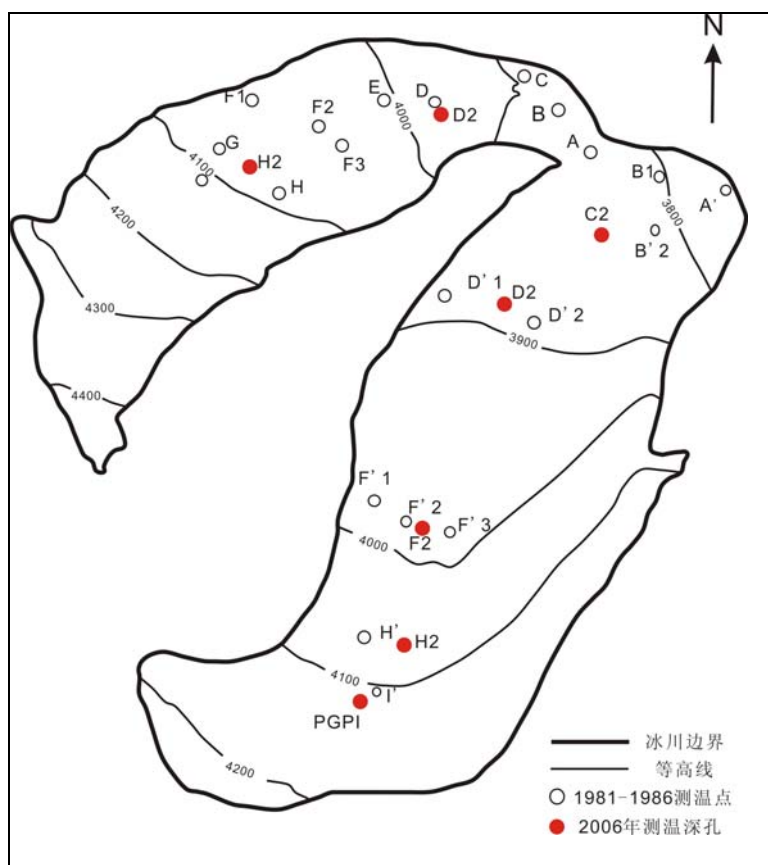 N
C
F1
E
D
B
F2
4000
D2
G
A
F3
4100
H2
B1
H
A'
3800
4200
C2
B'2
D'1
D2
4300
D'2
3900
4400
F'1
F'2
F'3
F2
4000
H'
H2
4100
I'
PGPI
4200
冰川边界
等高线
1981-1986测温点
2006年测温深孔